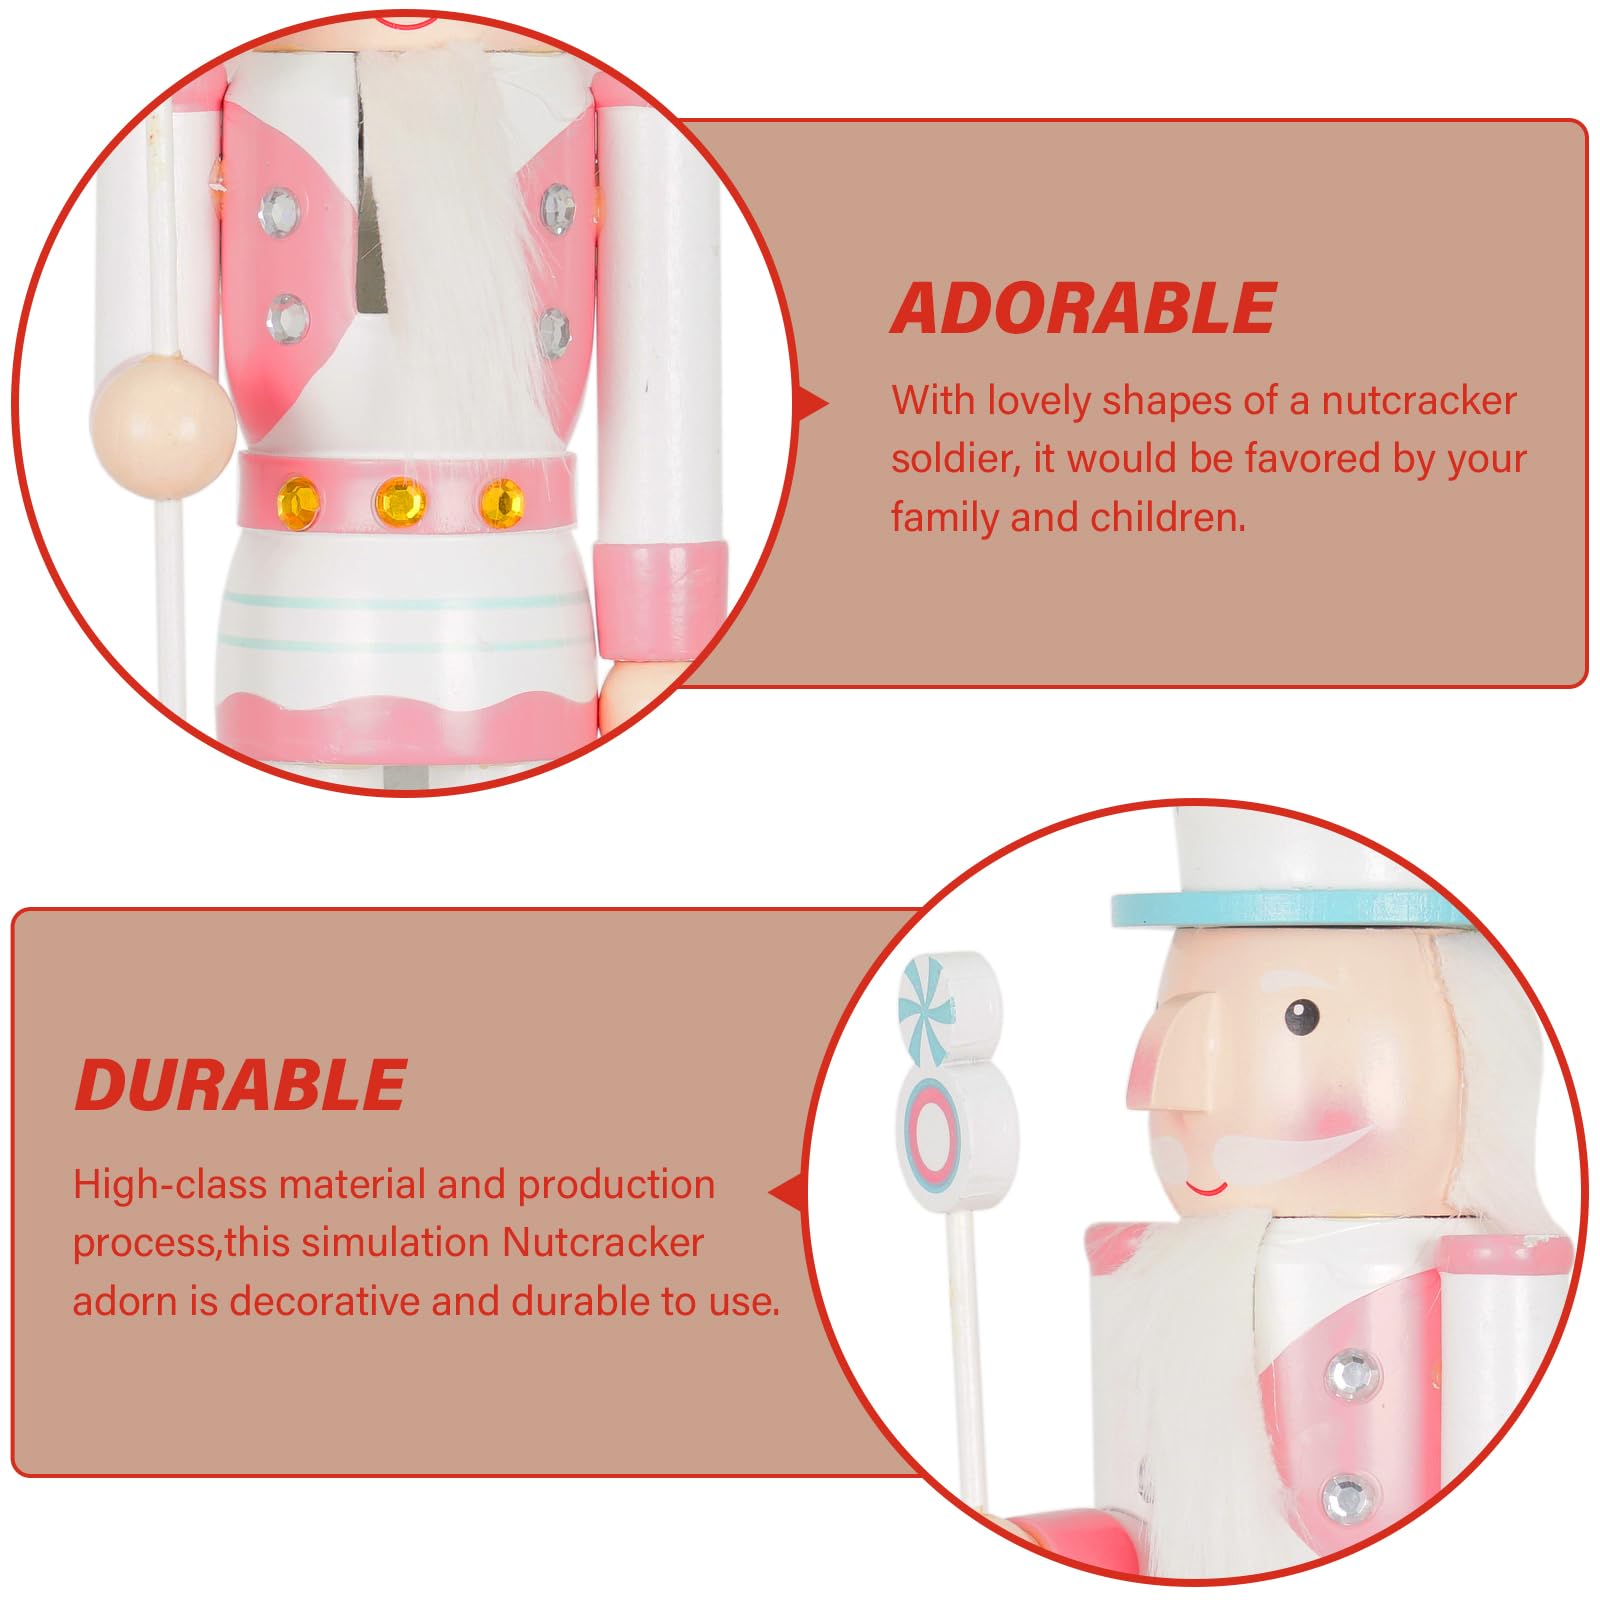 ADORABLE
With lovely shapes of a nutcracker
soldier, it would be favored by your
family and children.
DURABLE
High-class material and production
process,this simulation Nutcracker
adorn is decorative and durable to use.